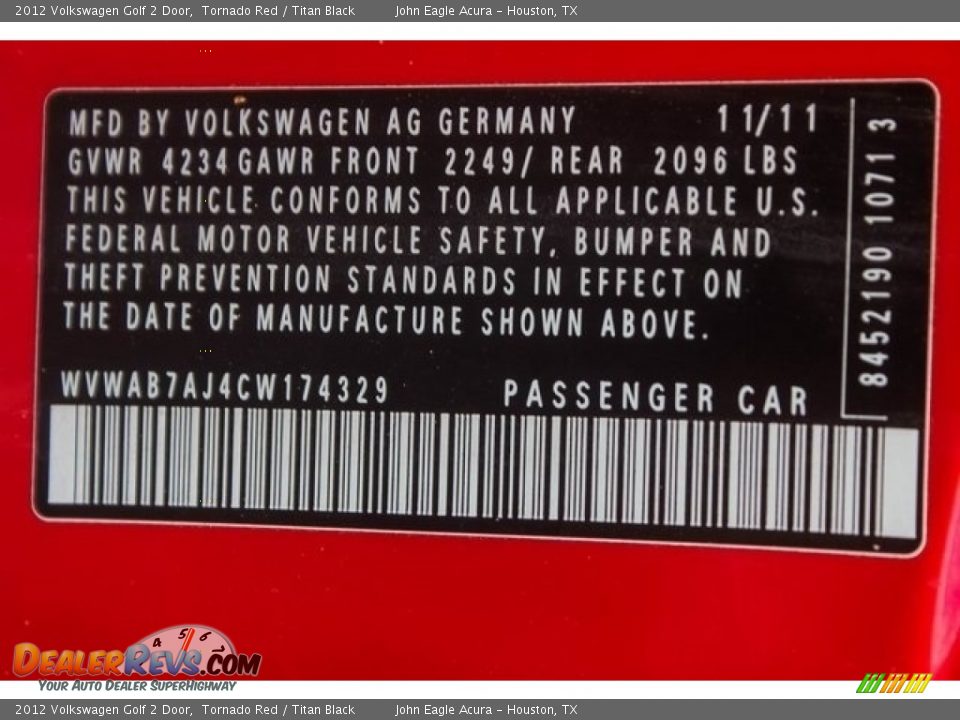 2012 Volkswagen Golf 2 Door, Tornado Red / Titan Black John Eagle Acura - Houston, TX
MFD BY VOLKSWAGEN AG GERMANY 11/11
GVWR 4234 GAWR FRONT 2249/ REAR 2096 LBS
THIS VEHICLE CONFORMS TO ALL APPLICABLE U.S.
FEDERAL MOTOR VEHICLE SAFETY, BUMPER AND
THEFT PREVENTION STANDARDS IN EFFECT ON
THE DATE OF MANUFACTURE SHOWN ABOVE.
WVWAB7AJ4CW174329 PASSENGER CAR
8452190 1071 3
4 5 6
DEALERREVS.COM
YOUR AUTO DEALER SUPERHIGHWAY
2012 Volkswagen Golf 2 Door, Tornado Red / Titan Black John Eagle Acura - Houston, TX